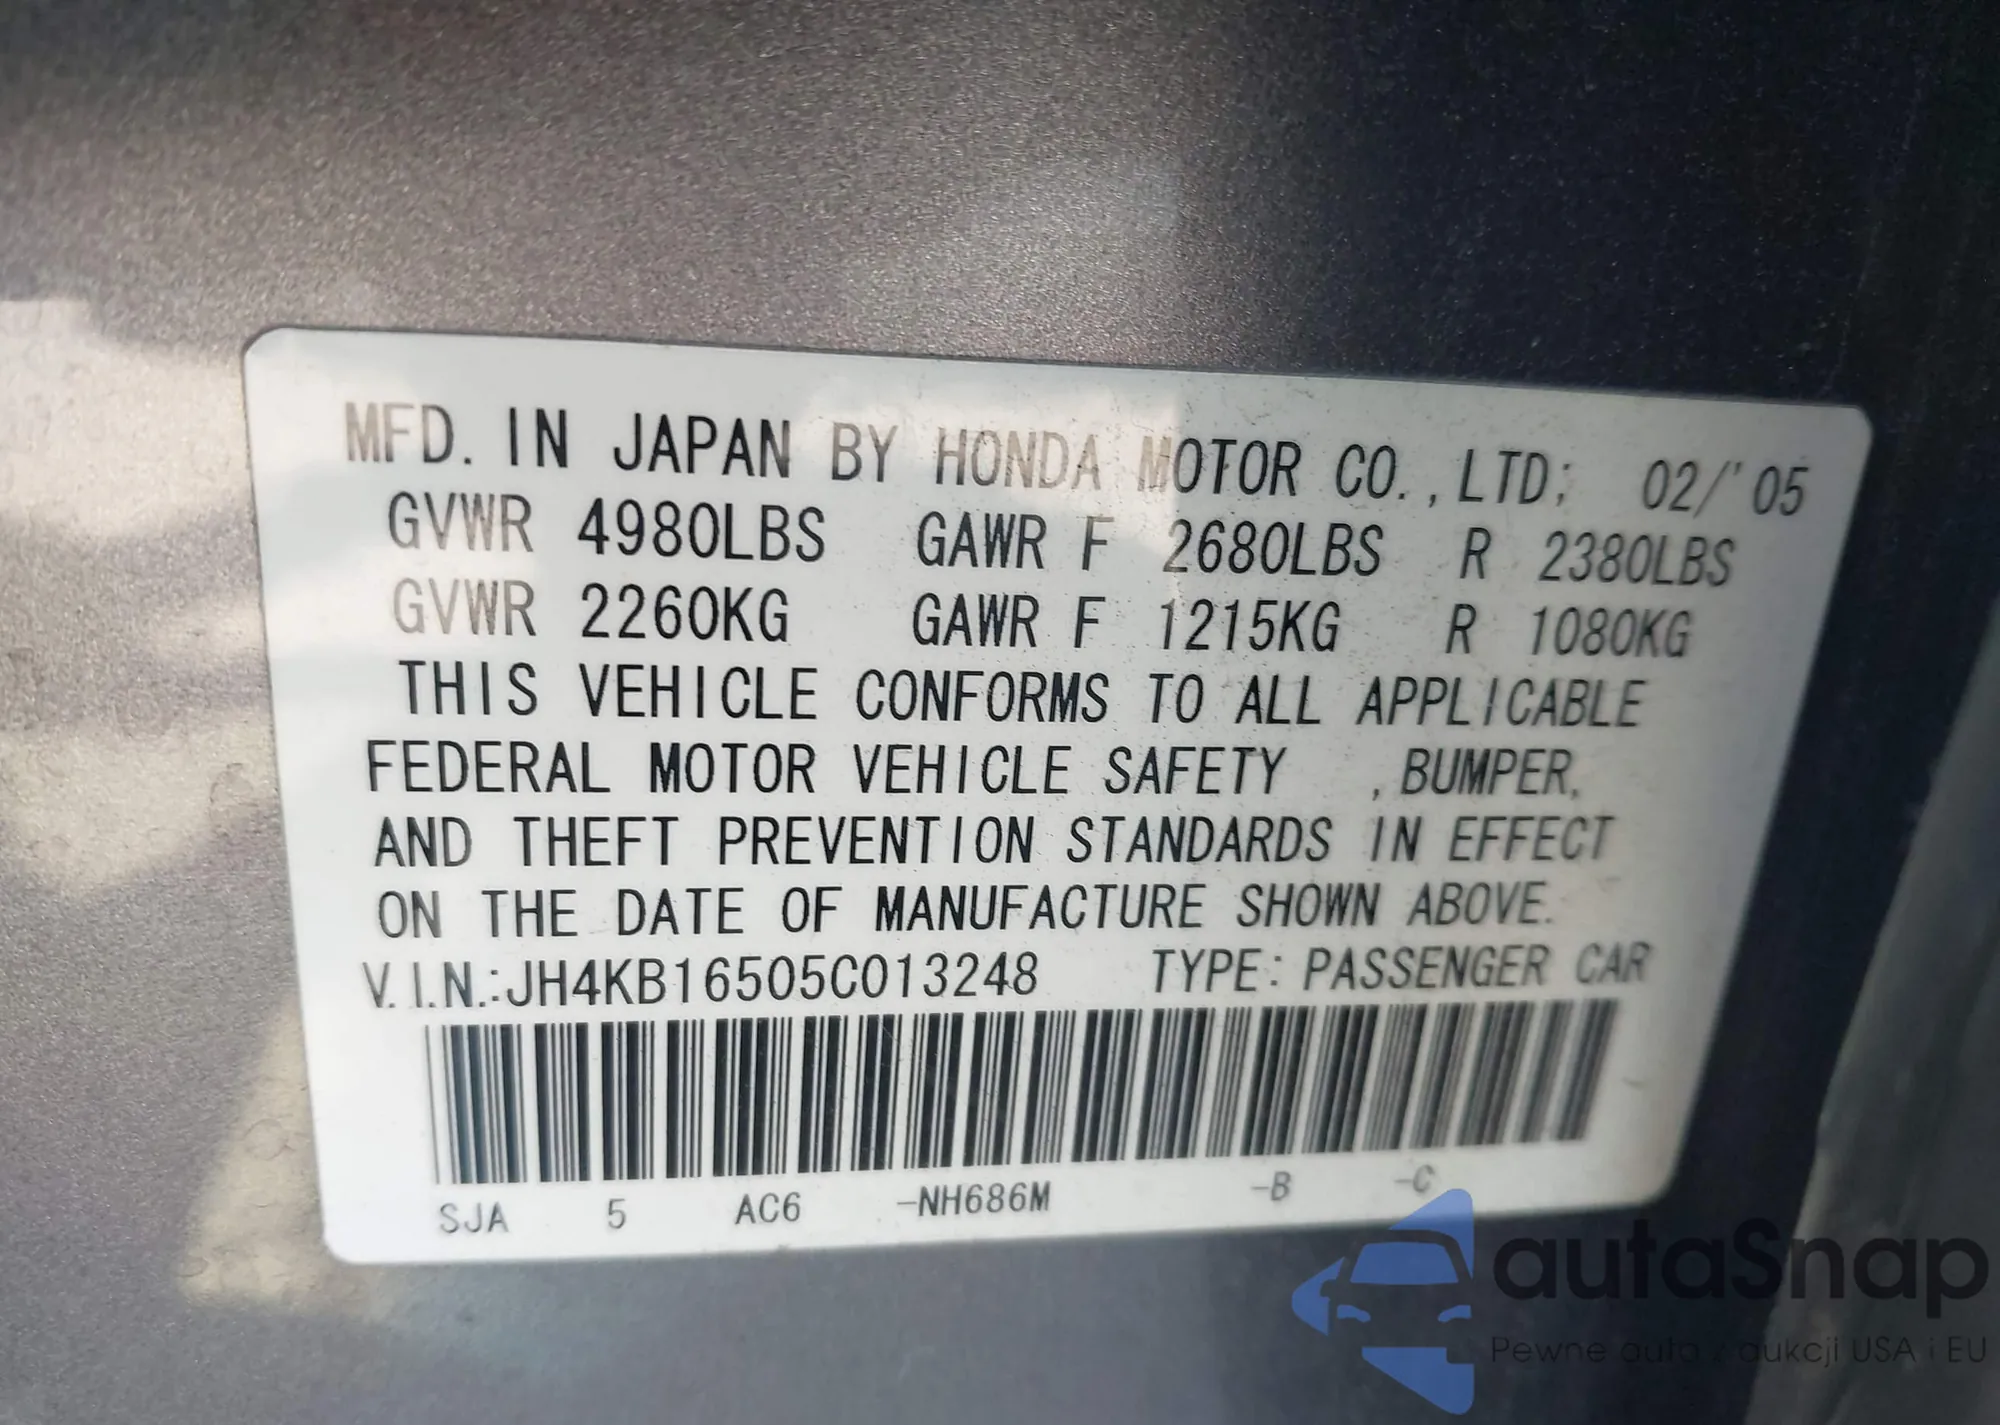 MFD. IN JAPAN BY HONDA MOTOR CO., LTD; 02/'05
GVWR 4980LBS GAWR F 2680LBS R 2380LBS
GVWR 2260KG GAWR F 1215KG R 1080KG
THIS VEHICLE CONFORMS TO ALL APPLICABLE
FEDERAL MOTOR VEHICLE SAFETY , BUMPER,
AND THEFT PREVENTION STANDARDS IN EFFECT
ON THE DATE OF MANUFACTURE SHOWN ABOVE.
V.I.N.:JH4KB16505C013248 TYPE: PASSENGER CAR
SJA 5 AC6 -NH686M -B -C
autaSnap
Pewne auta z aukcji USA i EU